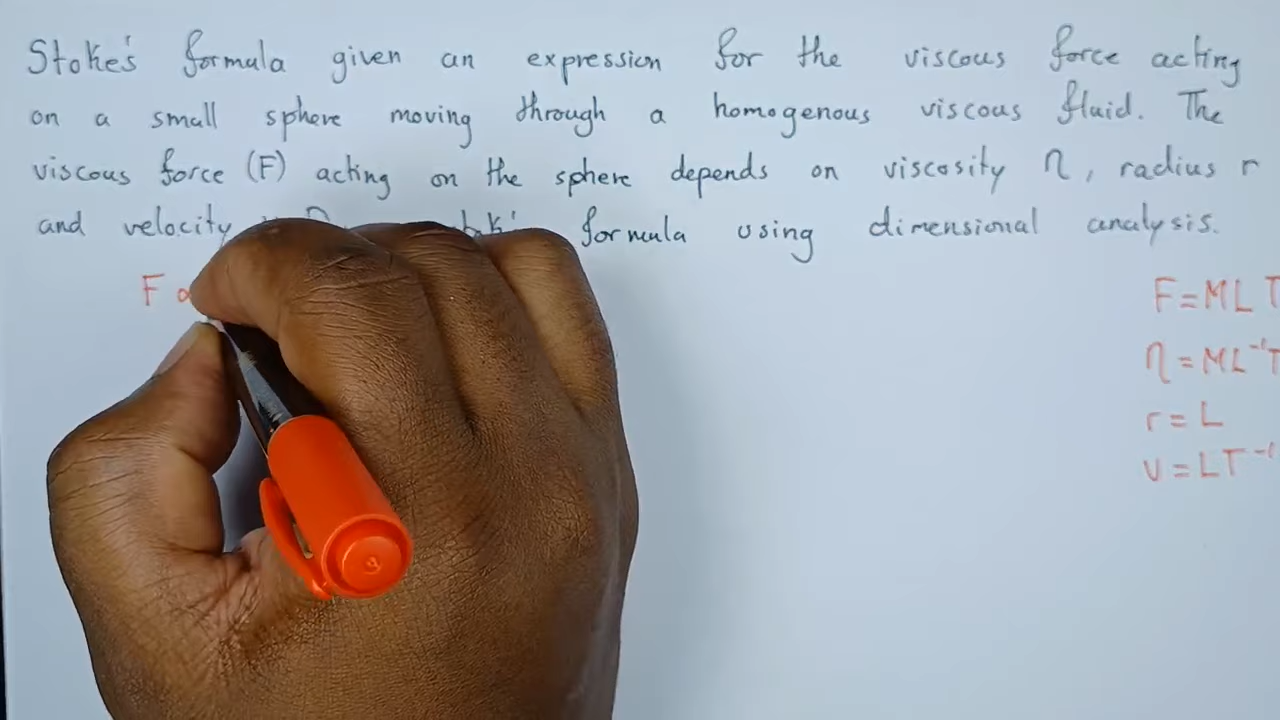 Stoke's formula given an expression for the viscous force acting
on a small sphere moving through a homogenous viscous fluid. The
viscous force (F) acting on the sphere depends on viscosity η, radius r
and velocity formula using dimensional analysis.
F
F = ML T
η = ML⁻¹T
r = L
v = LT⁻¹